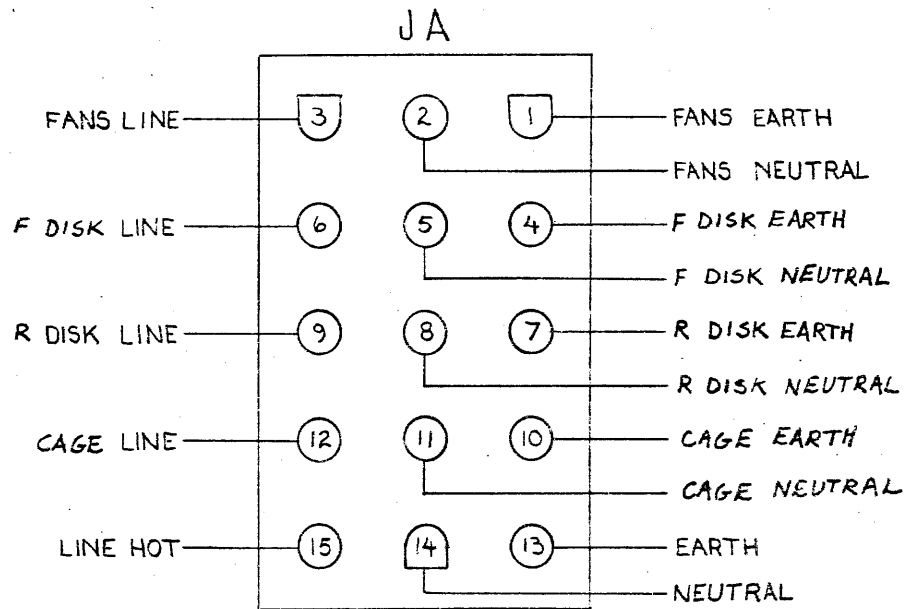 JA
FANS LINE 3 2 1 FANS EARTH
FANS NEUTRAL
F DISK LINE 6 5 4 F DISK EARTH
F DISK NEUTRAL
R DISK LINE 9 8 7 R DISK EARTH
R DISK NEUTRAL
CAGE LINE 12 11 10 CAGE EARTH
CAGE NEUTRAL
LINE HOT 15 14 13 EARTH
NEUTRAL